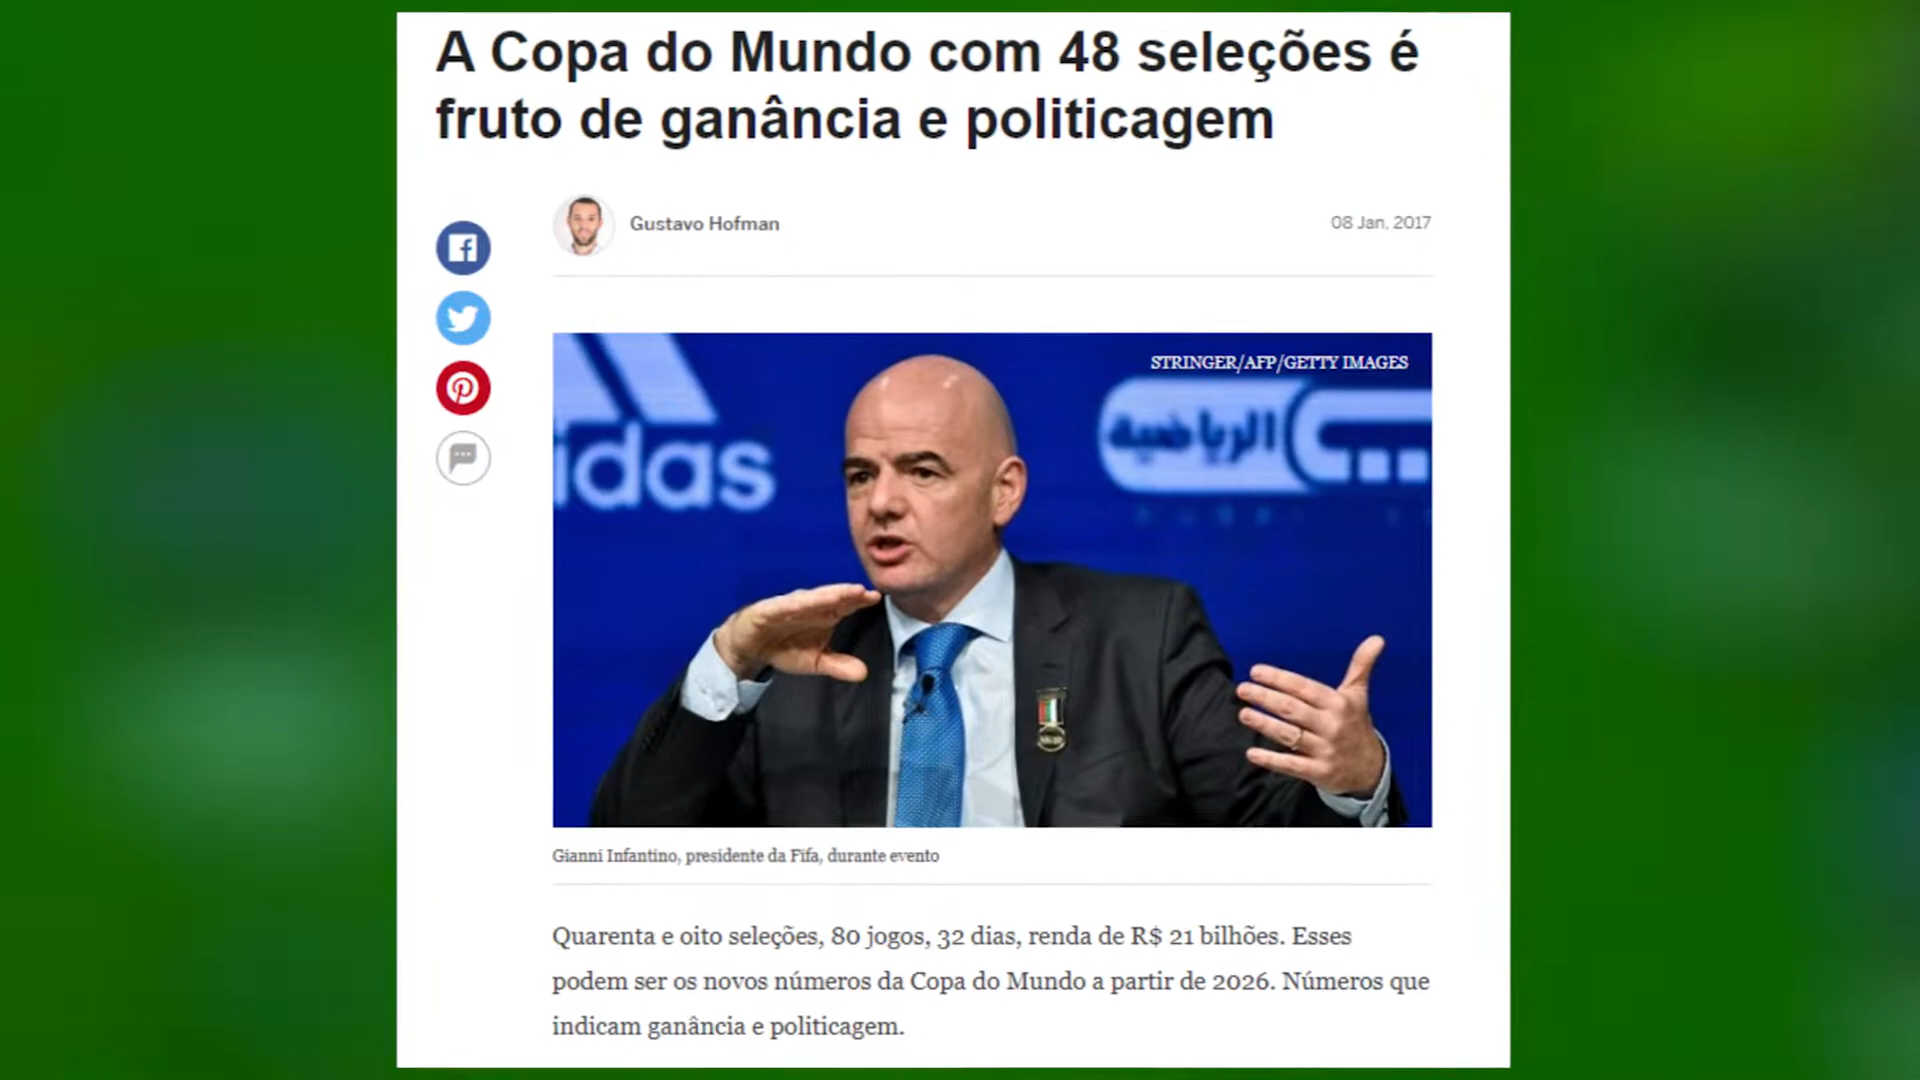 A Copa do Mundo com 48 seleções é
fruto de ganância e politicagem
Gustavo Hofman
08 Jan, 2017
STRINGER/AFP/GETTY IMAGES
idas
الرياضية
Gianni Infantino, presidente da Fifa, durante evento
Quarenta e oito seleções, 80 jogos, 32 dias, renda de R$ 21 bilhões. Esses
podem ser os novos números da Copa do Mundo a partir de 2026. Números que
indicam ganância e politicagem.